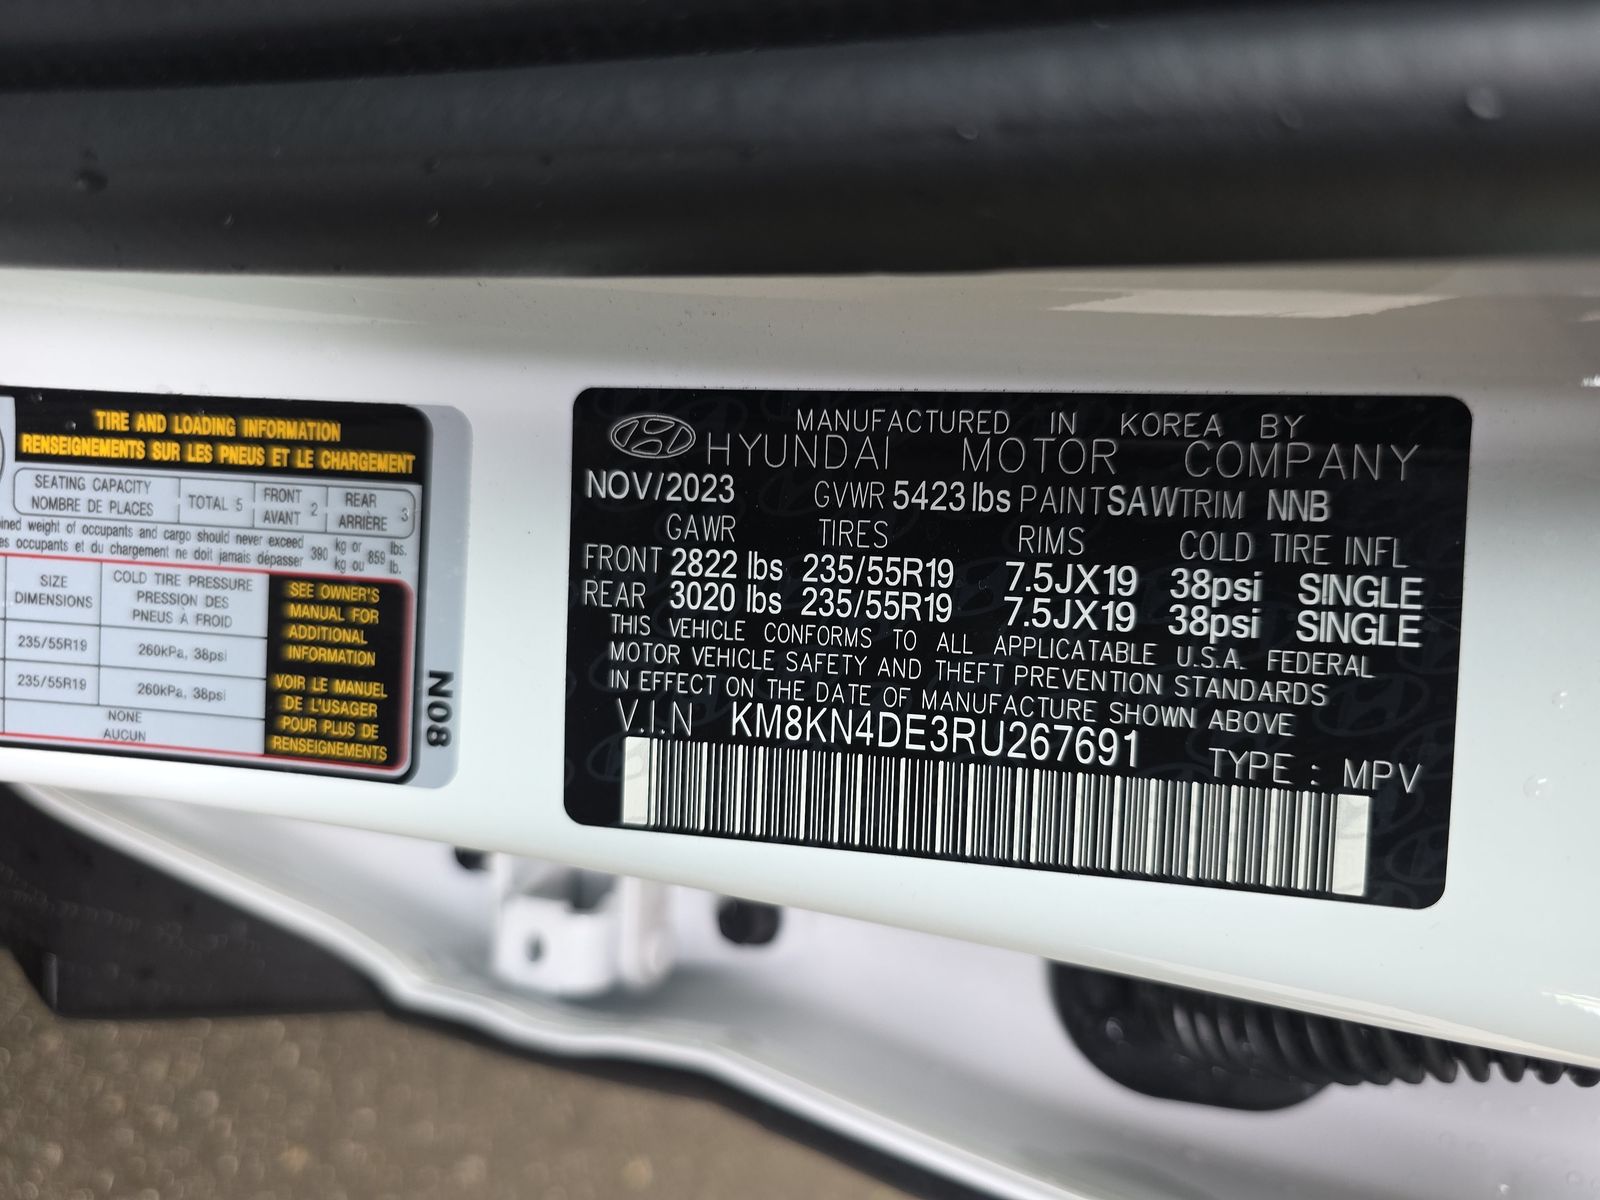 TIRE AND LOADING INFORMATION
RENSEIGNEMENTS SUR LES PNEUS ET LE CHARGEMENT
SEATING CAPACITY
NOMBRE DE PLACES
TOTAL 5
FRONT
AVANT
2
REAR
ARRIÈRE
3
weight of occupants and cargo should never exceed
occupants et du chargement ne doit jamais dépasser
390
kg or
kg ou
859
lbs.
lb.
SIZE
DIMENSIONS
COLD TIRE PRESSURE
PRESSION DES
PNEUS À FROID
235/55R19
260kPa, 38psi
235/55R19
260kPa, 38psi
NONE
AUCUN
SEE OWNER'S
MANUAL FOR
ADDITIONAL
INFORMATION
VOIR LE MANUEL
DE L'USAGER
POUR PLUS DE
RENSEIGNEMENTS
N08
MANUFACTURED IN KOREA BY
HYUNDAI MOTOR COMPANY
NOV/2023 GVWR 5423 lbs PAINT SAW TRIM NNB
GAWR TIRES RIMS COLD TIRE INFL
FRONT 2822 lbs 235/55R19 7.5JX19 38psi SINGLE
REAR 3020 lbs 235/55R19 7.5JX19 38psi SINGLE
THIS VEHICLE CONFORMS TO ALL APPLICATABLE U.S.A. FEDERAL
MOTOR VEHICLE SAFETY AND THEFT PREVENTION STANDARDS
IN EFFECT ON THE DATE OF MANUFACTURE SHOWN ABOVE
V.I.N KM8KN4DE3RU267691
TYPE : MPV